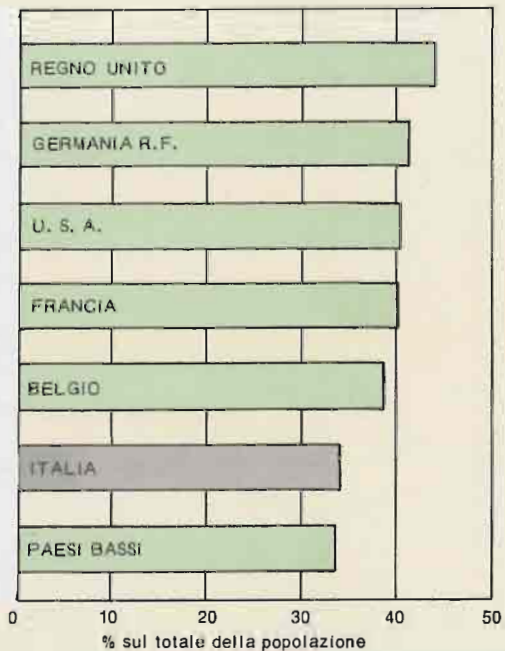 REGNO UNITO
GERMANIA R.F.
U. S. A.
FRANCIA
BELGIO
ITALIA
PAESI BASSI
0 10 20 30 40 50
% sul totale della popolazione